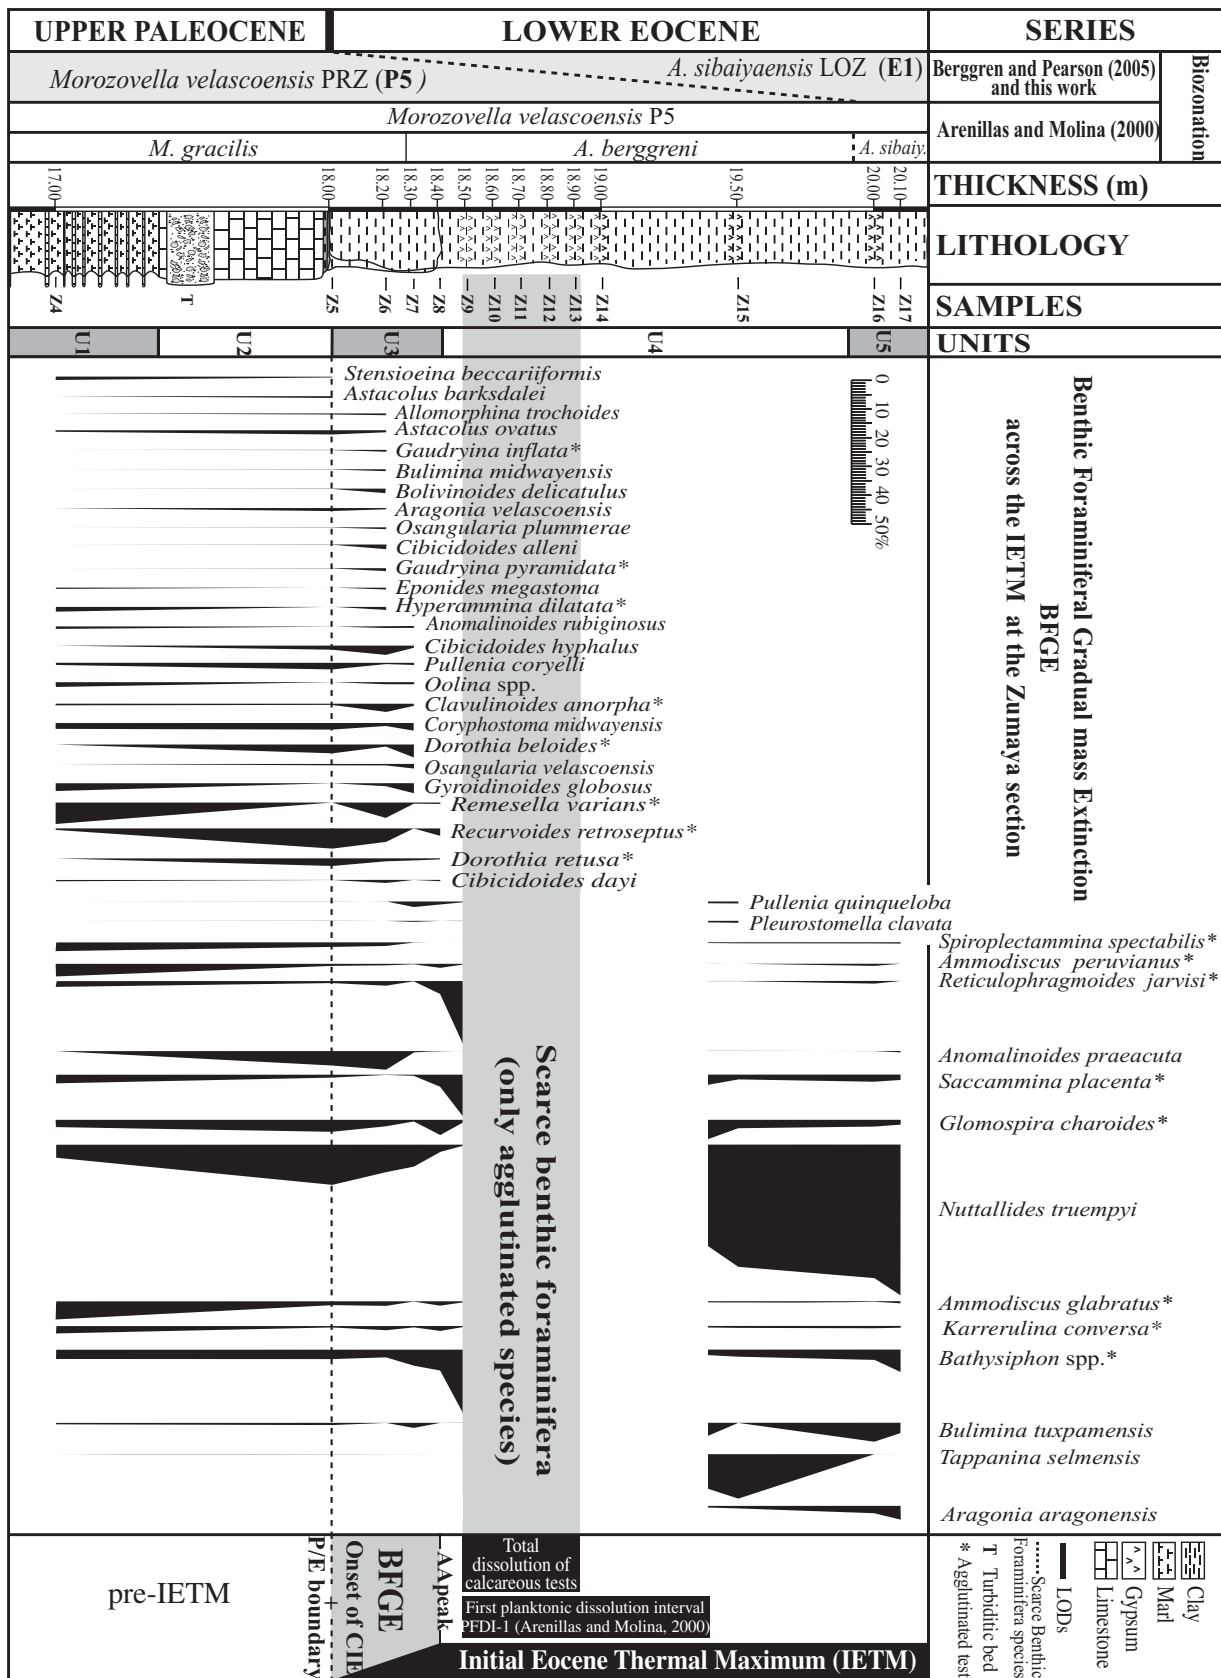 UPPER PALEOCENE
LOWER EOCENE
SERIES
Morozovella velascoensis PRZ (P5 )
A. sibaiyaensis LOZ (E1)
Berggren and Pearson (2005)
and this work
Biozonation
Morozovella velascoensis P5
Arenillas and Molina (2000)
M. gracilis
A. berggreni
A. sibaiy.
17.00
18.00
18.20
18.30
18.40
18.50
18.60
18.70
18.80
18.90
19.00
19.50
20.00
20.10
THICKNESS (m)
LITHOLOGY
Z4
T
Z5
Z6
Z7
Z8
Z9
Z10
Z11
Z12
Z13
Z14
Z15
Z16
Z17
SAMPLES
U1
U2
U3
U4
U5
UNITS
Stensioeina beccariiformis
Astacolus barksdalei
Allomorphina trochoides
Astacolus ovatus
Gaudryina inflata*
Bulimina midwayensis
Bolivinoides delicatulus
Aragonia velascoensis
Osangularia plummerae
Cibicidoides alleni
Gaudryina pyramidata*
Eponides megastoma
Hyperammina dilatata*
Anomalinoides rubiginosus
Cibicidoides hyphalus
Pullenia coryelli
Oolina spp.
Clavulinoides amorpha*
Coryphostoma midwayensis
Dorothia beloides*
Osangularia velascoensis
Gyroidinoides globosus
Remesella varians*
Recurvoides retroseptus*
Dorothia retusa*
Cibicidoides dayi
0
10
20
30
40
50%
Benthic Foraminiferal Gradual mass Extinction
BFGE
across the IETM at the Zumaya section
Pullenia quinqueloba
Pleurostomella clavata
Spiroplectammina spectabilis*
Ammodiscus peruvianus*
Reticulophragmoides jarvisi*
Anomalinoides praeacuta
Saccammina placenta*
Glomospira charoides*
Nuttallides truempyi
Ammodiscus glabratus*
Karrerulina conversa*
Bathysiphon spp.*
Bulimina tuxpamensis
Tappanina selmensis
Aragonia aragonensis
Scarce benthic foraminifera
(only agglutinated species)
pre-IETM
P/E boundary
+
Onset of CIE
BFGE
AApeak
Total
dissolution of
calcareous tests
First planktonic dissolution interval
PFDI-1 (Arenillas and Molina, 2000)
Initial Eocene Thermal Maximum (IETM)
Clay
Marl
Gypsum
Limestone
LODs
Scarce Benthic
Foraminifera species
T Turbiditic bed
* Agglutinated test